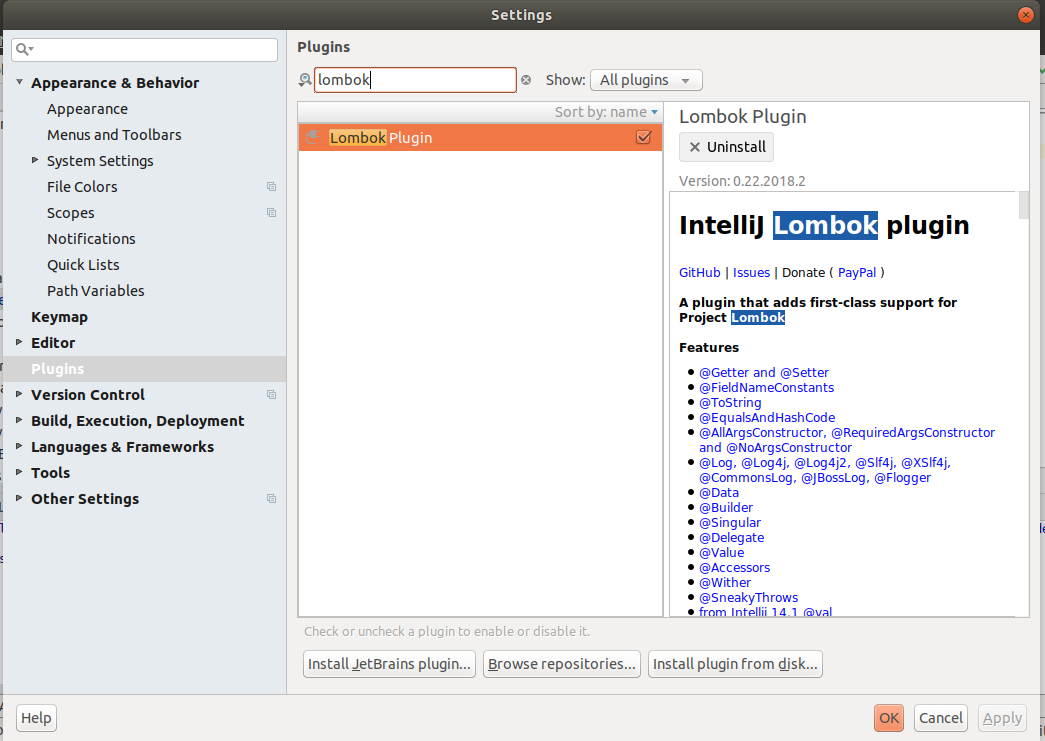 Settings
Appearance & Behavior
Appearance
Menus and Toolbars
System Settings
File Colors
Scopes
Notifications
Quick Lists
Path Variables
Keymap
Editor
Plugins
Version Control
Build, Execution, Deployment
Languages & Frameworks
Tools
Other Settings
Plugins
lombok
Show: All plugins
Sort by: name
Lombok Plugin
Lombok Plugin
Uninstall
Version: 0.22.2018.2
IntelliJ Lombok plugin
GitHub | Issues | Donate ( PayPal )
A plugin that adds first-class support for
Project Lombok
Features
@Getter and @Setter
@FieldNameConstants
@ToString
@EqualsAndHashCode
@AllArgsConstructor, @RequiredArgsConstructor
and @NoArgsConstructor
@Log, @Log4j, @Log4j2, @Slf4j, @XSlf4j,
@CommonsLog, @JBossLog, @Flogger
@Data
@Builder
@Singular
@Delegate
@Value
@Accessors
@Wither
@SneakyThrows
from Intellij 14.1 @val
Check or uncheck a plugin to enable or disable it.
Install JetBrains plugin... Browse repositories... Install plugin from disk...
Help OK Cancel Apply